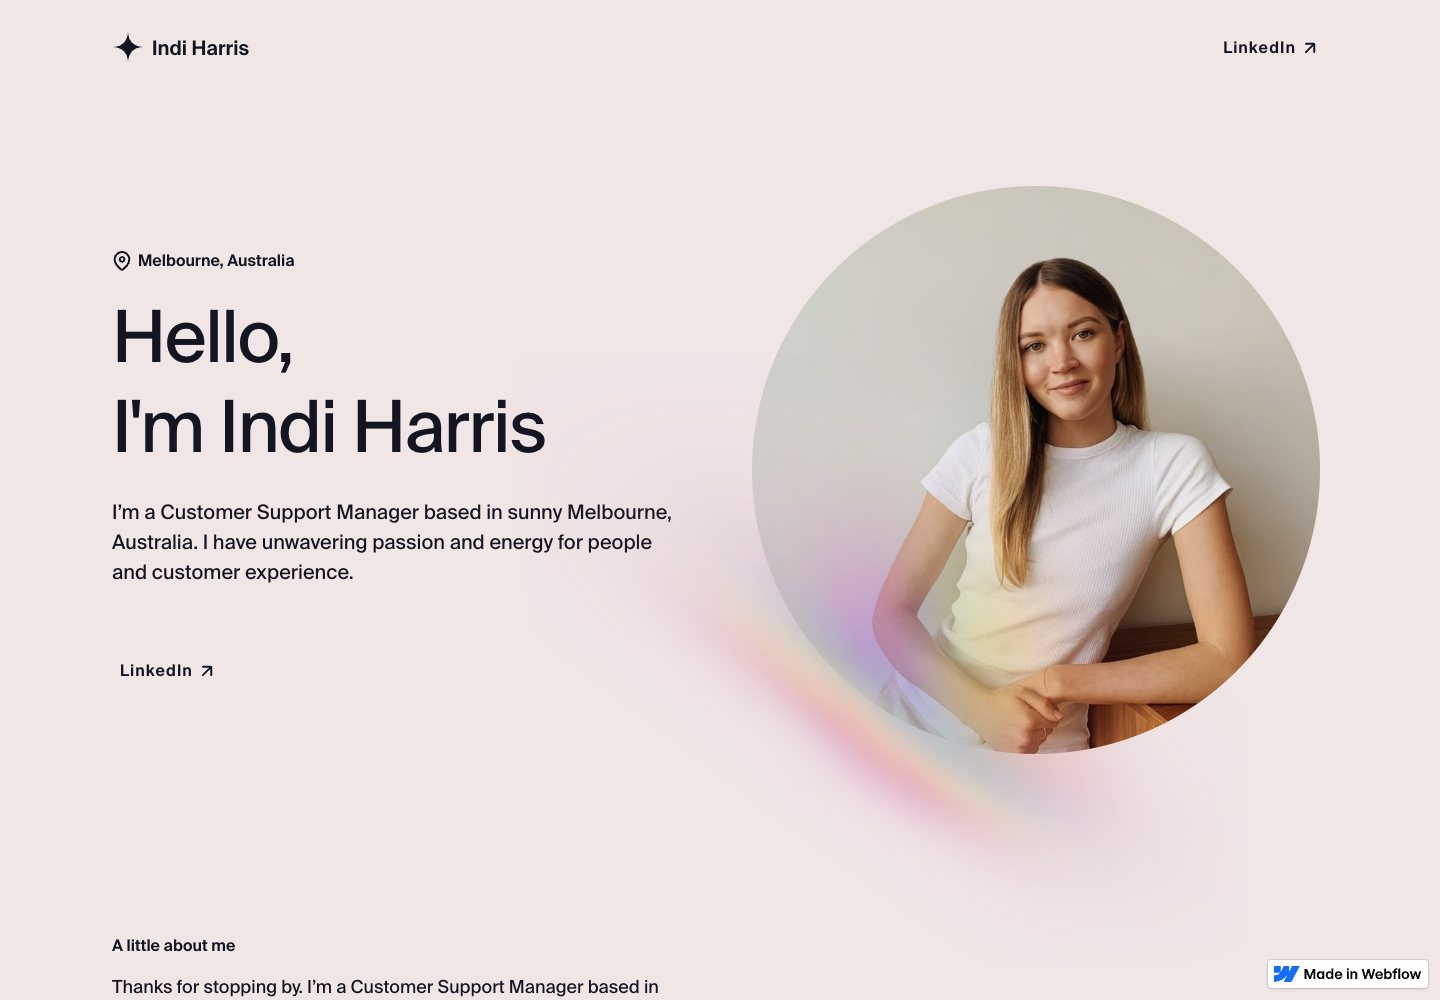 Indi Harris
LinkedIn
Melbourne, Australia
Hello,
I'm Indi Harris
I’m a Customer Support Manager based in sunny Melbourne,
Australia. I have unwavering passion and energy for people
and customer experience.
LinkedIn
A little about me
Thanks for stopping by. I’m a Customer Support Manager based in
Made in Webflow